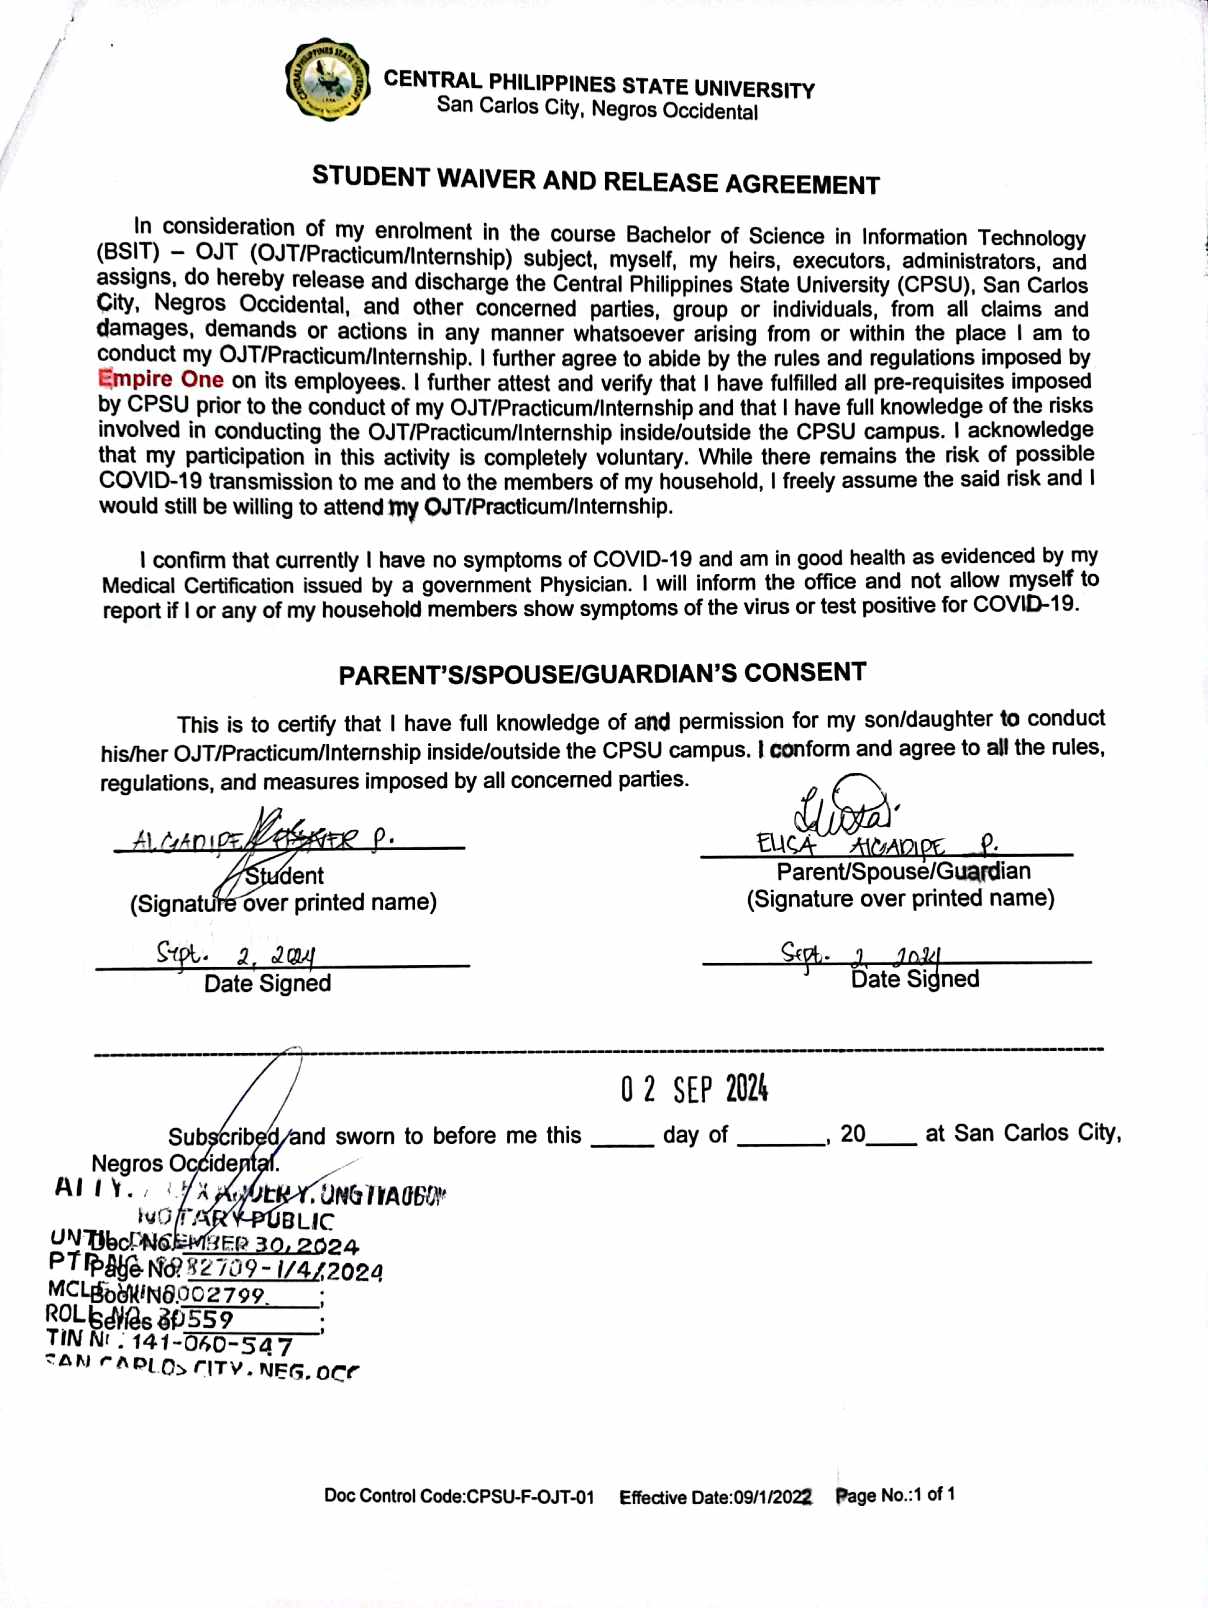 CENTRAL PHILIPPINES STATE UNIVERSITY
San Carlos City, Negros Occidental
STUDENT WAIVER AND RELEASE AGREEMENT
In consideration of my enrolment in the course Bachelor of Science in Information Technology
(BSIT) – OJT (OJT/Practicum/Internship) subject, myself, my heirs, executors, administrators, and
assigns, do hereby release and discharge the Central Philippines State University (CPSU), San Carlos
City, Negros Occidental, and other concerned parties, group or individuals, from all claims and
damages, demands or actions in any manner whatsoever arising from or within the place I am to
conduct my OJT/Practicum/Internship. I further agree to abide by the rules and regulations imposed by
Empire One on its employees. I further attest and verify that I have fulfilled all pre-requisites imposed
by CPSU prior to the conduct of my OJT/Practicum/Internship and that I have full knowledge of the risks
involved in conducting the OJT/Practicum/Internship inside/outside the CPSU campus. I acknowledge
that my participation in this activity is completely voluntary. While there remains the risk of possible
COVID-19 transmission to me and to the members of my household, I freely assume the said risk and I
would still be willing to attend my OJT/Practicum/Internship.
I confirm that currently I have no symptoms of COVID-19 and am in good health as evidenced by my
Medical Certification issued by a government Physician. I will inform the office and not allow myself to
report if I or any of my household members show symptoms of the virus or test positive for COVID-19.
PARENT'S/SPOUSE/GUARDIAN'S CONSENT
This is to certify that I have full knowledge of and permission for my son/daughter to conduct
his/her OJT/Practicum/Internship inside/outside the CPSU campus. I conform and agree to all the rules,
regulations, and measures imposed by all concerned parties.
ALGADIPE P.
Student
(Signature over printed name)
Sept. 2, 2024
Date Signed
ELISA ALGADIPE P.
Parent/Spouse/Guardian
(Signature over printed name)
Sept. 2, 2024
Date Signed
02 SEP 2024
Subscribed and sworn to before me this _____ day of _______, 20____ at San Carlos City,
Negros Occidental.
NOTARY PUBLIC
UNTIL DECEMBER 30, 2024
Doc. No.
Page No. 82709-1/4/2024
Book No. 002799 ;
ROLL NO. 30559
Series of ;
TIN NO. 141-060-547
SAN CARLOS CITY, NEG. OCC
Doc Control Code:CPSU-F-OJT-01 Effective Date:09/1/2022 Page No.:1 of 1